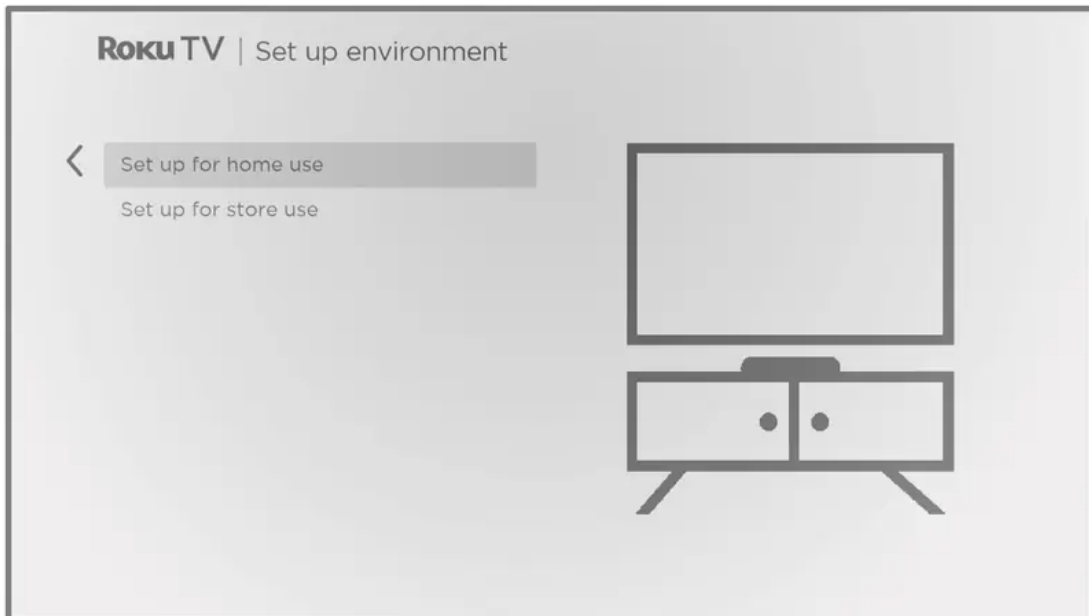 Roku TV | Set up environment
Set up for home use
Set up for store use